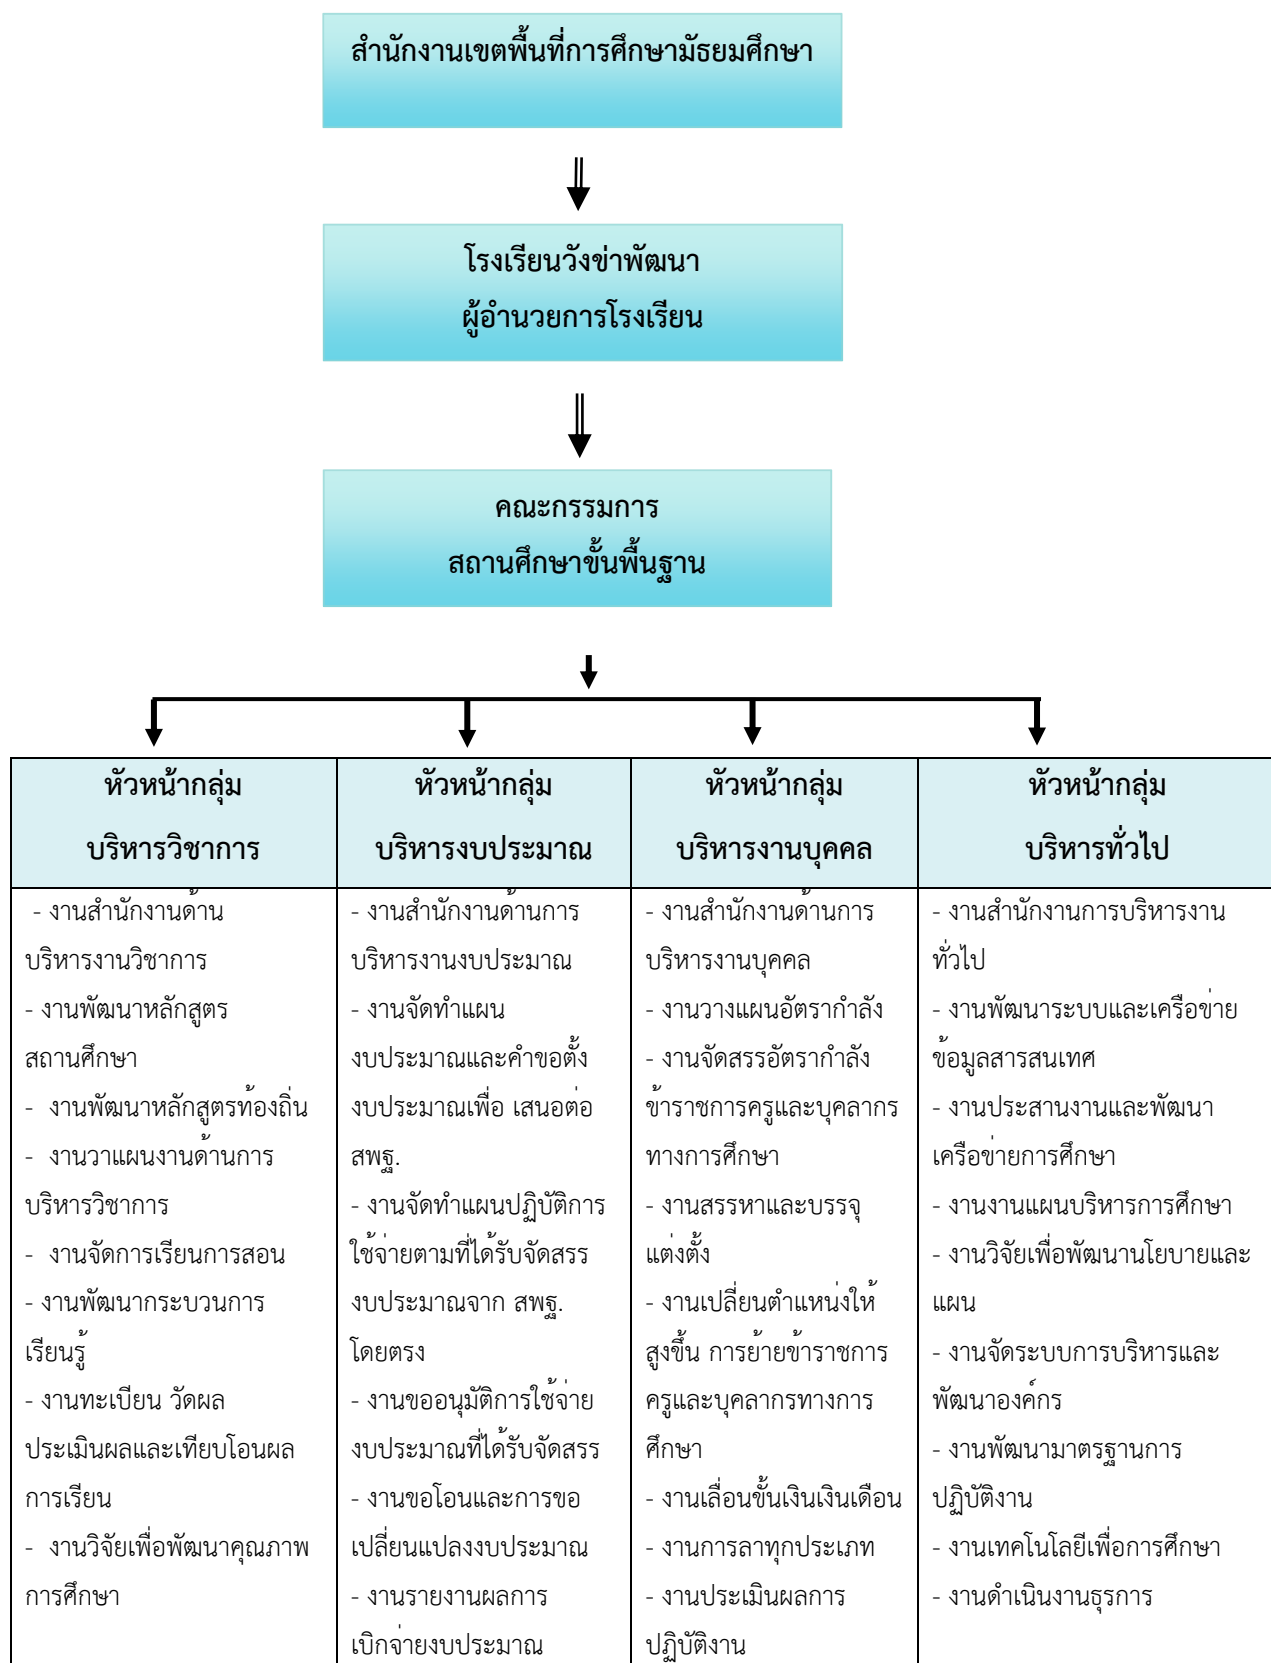 สำนักงานเขตพื้นที่การศึกษามัธยมศึกษา
โรงเรียนวังข่าพัฒนา
ผู้อำนวยการโรงเรียน
คณะกรรมการ
สถานศึกษาขั้นพื้นฐาน
หัวหน้ากลุ่ม
บริหารวิชาการ
หัวหน้ากลุ่ม
บริหารงบประมาณ
หัวหน้ากลุ่ม
บริหารงานบุคคล
หัวหน้ากลุ่ม
บริหารทั่วไป
- งานสำนักงานด้าน
บริหารงานวิชาการ
- งานพัฒนาหลักสูตร
สถานศึกษา
- งานพัฒนาหลักสูตรท้องถิ่น
- งานวาแผนงานด้านการ
บริหารวิชาการ
- งานจัดการเรียนการสอน
- งานพัฒนากระบวนการ
เรียนรู้
- งานทะเบียน วัดผล
ประเมินผลและเทียบโอนผล
การเรียน
- งานวิจัยเพื่อพัฒนาคุณภาพ
การศึกษา
- งานสำนักงานด้านการ
บริหารงานงบประมาณ
- งานจัดทำแผน
งบประมาณและคำขอตั้ง
งบประมาณเพื่อ เสนอต่อ
สพฐ.
- งานจัดทำแผนปฏิบัติการ
ใช้จ่ายตามที่ได้รับจัดสรร
งบประมาณจาก สพฐ.
โดยตรง
- งานขออนุมัติการใช้จ่าย
งบประมาณที่ได้รับจัดสรร
- งานขอโอนและการขอ
เปลี่ยนแปลงงบประมาณ
- งานรายงานผลการ
เบิกจ่ายงบประมาณ
- งานสำนักงานด้านการ
บริหารงานบุคคล
- งานวางแผนอัตรากำลัง
- งานจัดสรรอัตรากำลัง
ข้าราชการครูและบุคลากร
ทางการศึกษา
- งานสรรหาและบรรจุ
แต่งตั้ง
- งานเปลี่ยนตำแหน่งให้
สูงขึ้น การย้ายข้าราชการ
ครูและบุคลากรทางการ
ศึกษา
- งานเลื่อนขั้นเงินเงินเดือน
- งานการลาทุกประเภท
- งานประเมินผลการ
ปฏิบัติงาน
- งานสำนักงานการบริหารงาน
ทั่วไป
- งานพัฒนาระบบและเครือข่าย
ข้อมูลสารสนเทศ
- งานประสานงานและพัฒนา
เครือข่ายการศึกษา
- งานงานแผนบริหารการศึกษา
- งานวิจัยเพื่อพัฒนานโยบายและ
แผน
- งานจัดระบบการบริหารและ
พัฒนาองค์กร
- งานพัฒนามาตรฐานการ
ปฏิบัติงาน
- งานเทคโนโลยีเพื่อการศึกษา
- งานดำเนินงานธุรการ